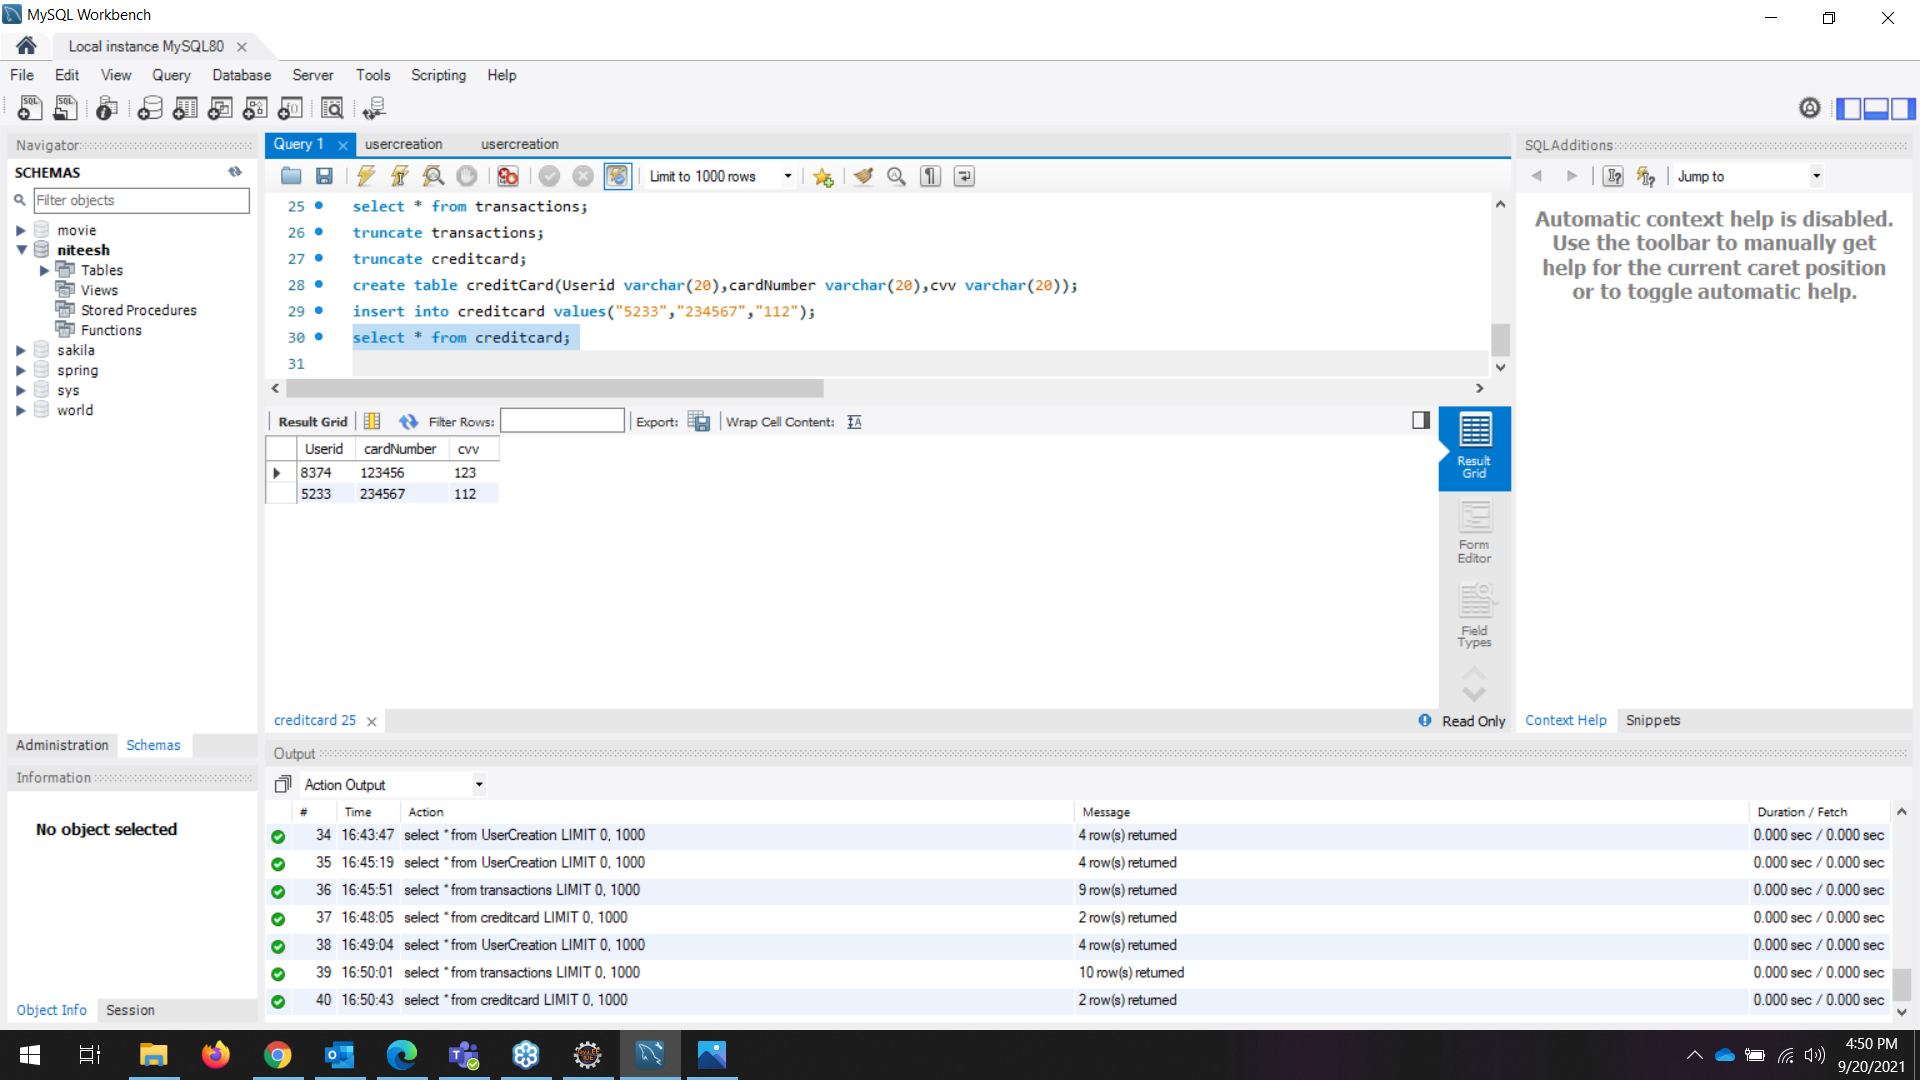 MySQL Workbench
Local instance MySQL80
File Edit View Query Database Server Tools Scripting Help
Navigator
SCHEMAS
Filter objects
movie
niteesh
Tables
Views
Stored Procedures
Functions
sakila
spring
sys
world
Administration Schemas
Information
No object selected
Object Info Session
Query 1 usercreation usercreation
Limit to 1000 rows
25 select * from transactions;
26 truncate transactions;
27 truncate creditcard;
28 create table creditCard(Userid varchar(20),cardNumber varchar(20),cvv varchar(20));
29 insert into creditcard values("5233","234567","112");
30 select * from creditcard;
31
Result Grid Filter Rows: Export: Wrap Cell Content:
Userid cardNumber cvv
8374 123456 123
5233 234567 112
Result
Grid
Form
Editor
Field
Types
creditcard 25
Read Only
SQLAdditions
Jump to
Automatic context help is disabled.
Use the toolbar to manually get
help for the current caret position
or to toggle automatic help.
Context Help Snippets
Output
Action Output
# Time Action Message Duration / Fetch
34 16:43:47 select * from UserCreation LIMIT 0, 1000 4 row(s) returned 0.000 sec / 0.000 sec
35 16:45:19 select * from UserCreation LIMIT 0, 1000 4 row(s) returned 0.000 sec / 0.000 sec
36 16:45:51 select * from transactions LIMIT 0, 1000 9 row(s) returned 0.000 sec / 0.000 sec
37 16:48:05 select * from creditcard LIMIT 0, 1000 2 row(s) returned 0.000 sec / 0.000 sec
38 16:49:04 select * from UserCreation LIMIT 0, 1000 4 row(s) returned 0.000 sec / 0.000 sec
39 16:50:01 select * from transactions LIMIT 0, 1000 10 row(s) returned 0.000 sec / 0.000 sec
40 16:50:43 select * from creditcard LIMIT 0, 1000 2 row(s) returned 0.000 sec / 0.000 sec
4:50 PM
9/20/2021